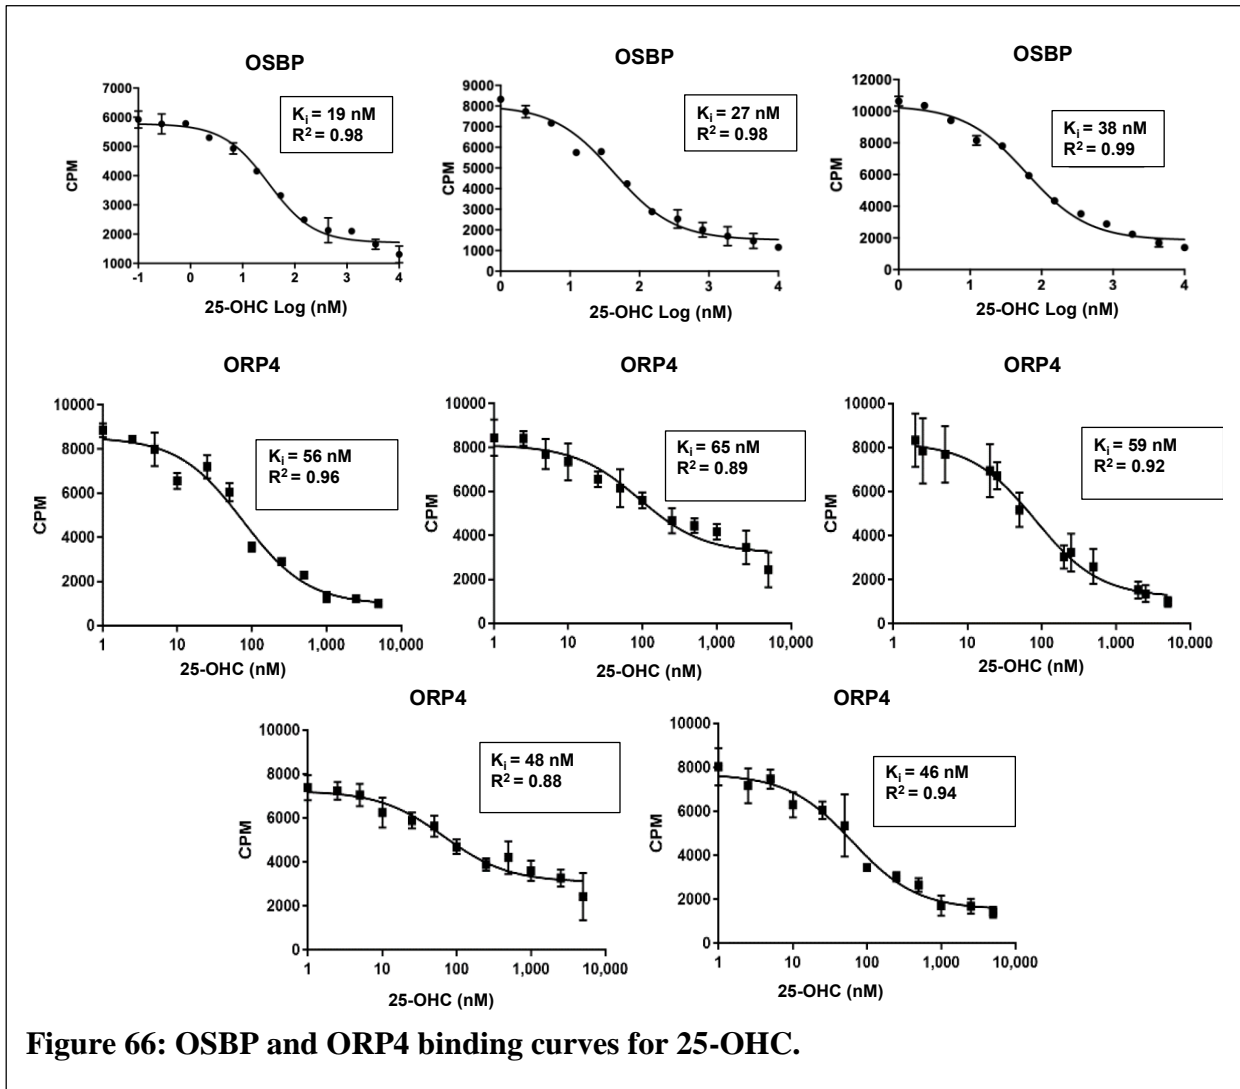 OSBP
7000
6000
5000
4000
3000
2000
1000
CPM
-1 0 1 2 3 4
25-OHC Log (nM)
Ki = 19 nM
R2 = 0.98
OSBP
9000
8000
7000
6000
5000
4000
3000
2000
1000
0
CPM
0 1 2 3 4
25-OHC Log (nM)
Ki = 27 nM
R2 = 0.98
OSBP
12000
10000
8000
6000
4000
2000
0
CPM
0 1 2 3 4
25-OHC Log (nM)
Ki = 38 nM
R2 = 0.99
ORP4
10000
8000
6000
4000
2000
0
CPM
1 10 100 1,000 10,000
25-OHC (nM)
Ki = 56 nM
R2 = 0.96
ORP4
10000
8000
6000
4000
2000
0
CPM
1 10 100 1,000 10,000
25-OHC (nM)
Ki = 65 nM
R2 = 0.89
ORP4
10000
8000
6000
4000
2000
0
CPM
1 10 100 1,000 10,000
25-OHC (nM)
Ki = 59 nM
R2 = 0.92
ORP4
10000
8000
6000
4000
2000
0
CPM
1 10 100 1,000 10,000
25-OHC (nM)
Ki = 48 nM
R2 = 0.88
ORP4
10000
8000
6000
4000
2000
0
CPM
1 10 100 1,000 10,000
25-OHC (nM)
Ki = 46 nM
R2 = 0.94
Figure 66: OSBP and ORP4 binding curves for 25-OHC.